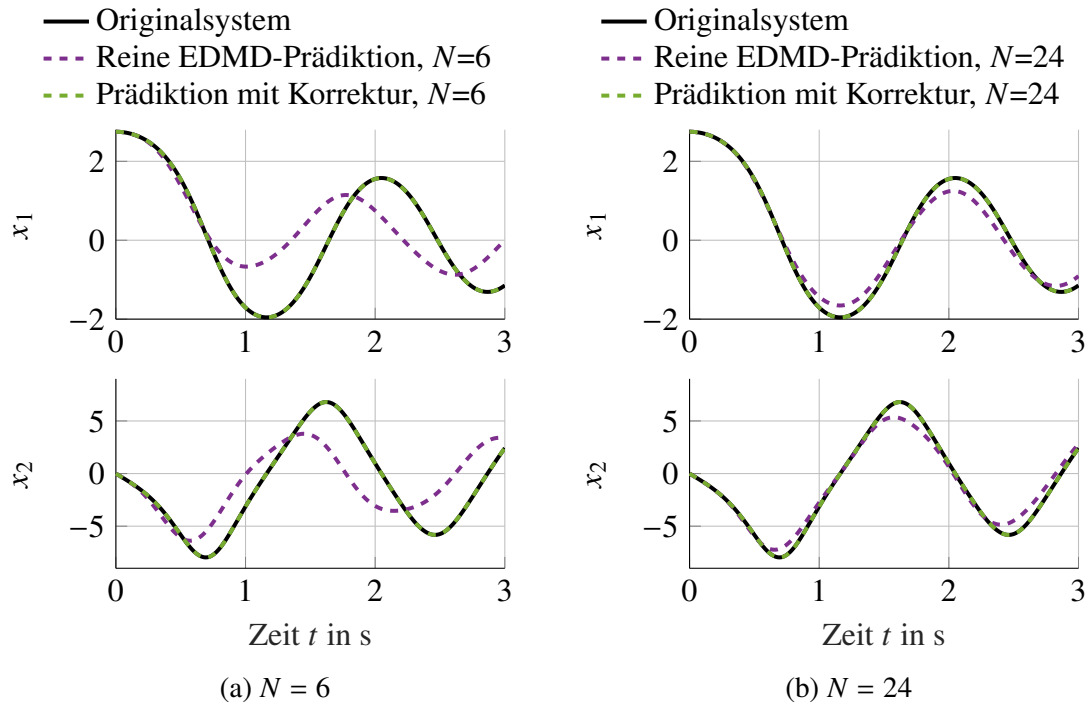 Originalsystem
Reine EDMD-Prädiktion, N=6
Prädiktion mit Korrektur, N=6
2
0
−2
x1
0 1 2 3
5
0
−5
x2
0 1 2 3
Zeit t in s
(a) N = 6
Originalsystem
Reine EDMD-Prädiktion, N=24
Prädiktion mit Korrektur, N=24
2
0
−2
x1
0 1 2 3
5
0
−5
x2
0 1 2 3
Zeit t in s
(b) N = 24